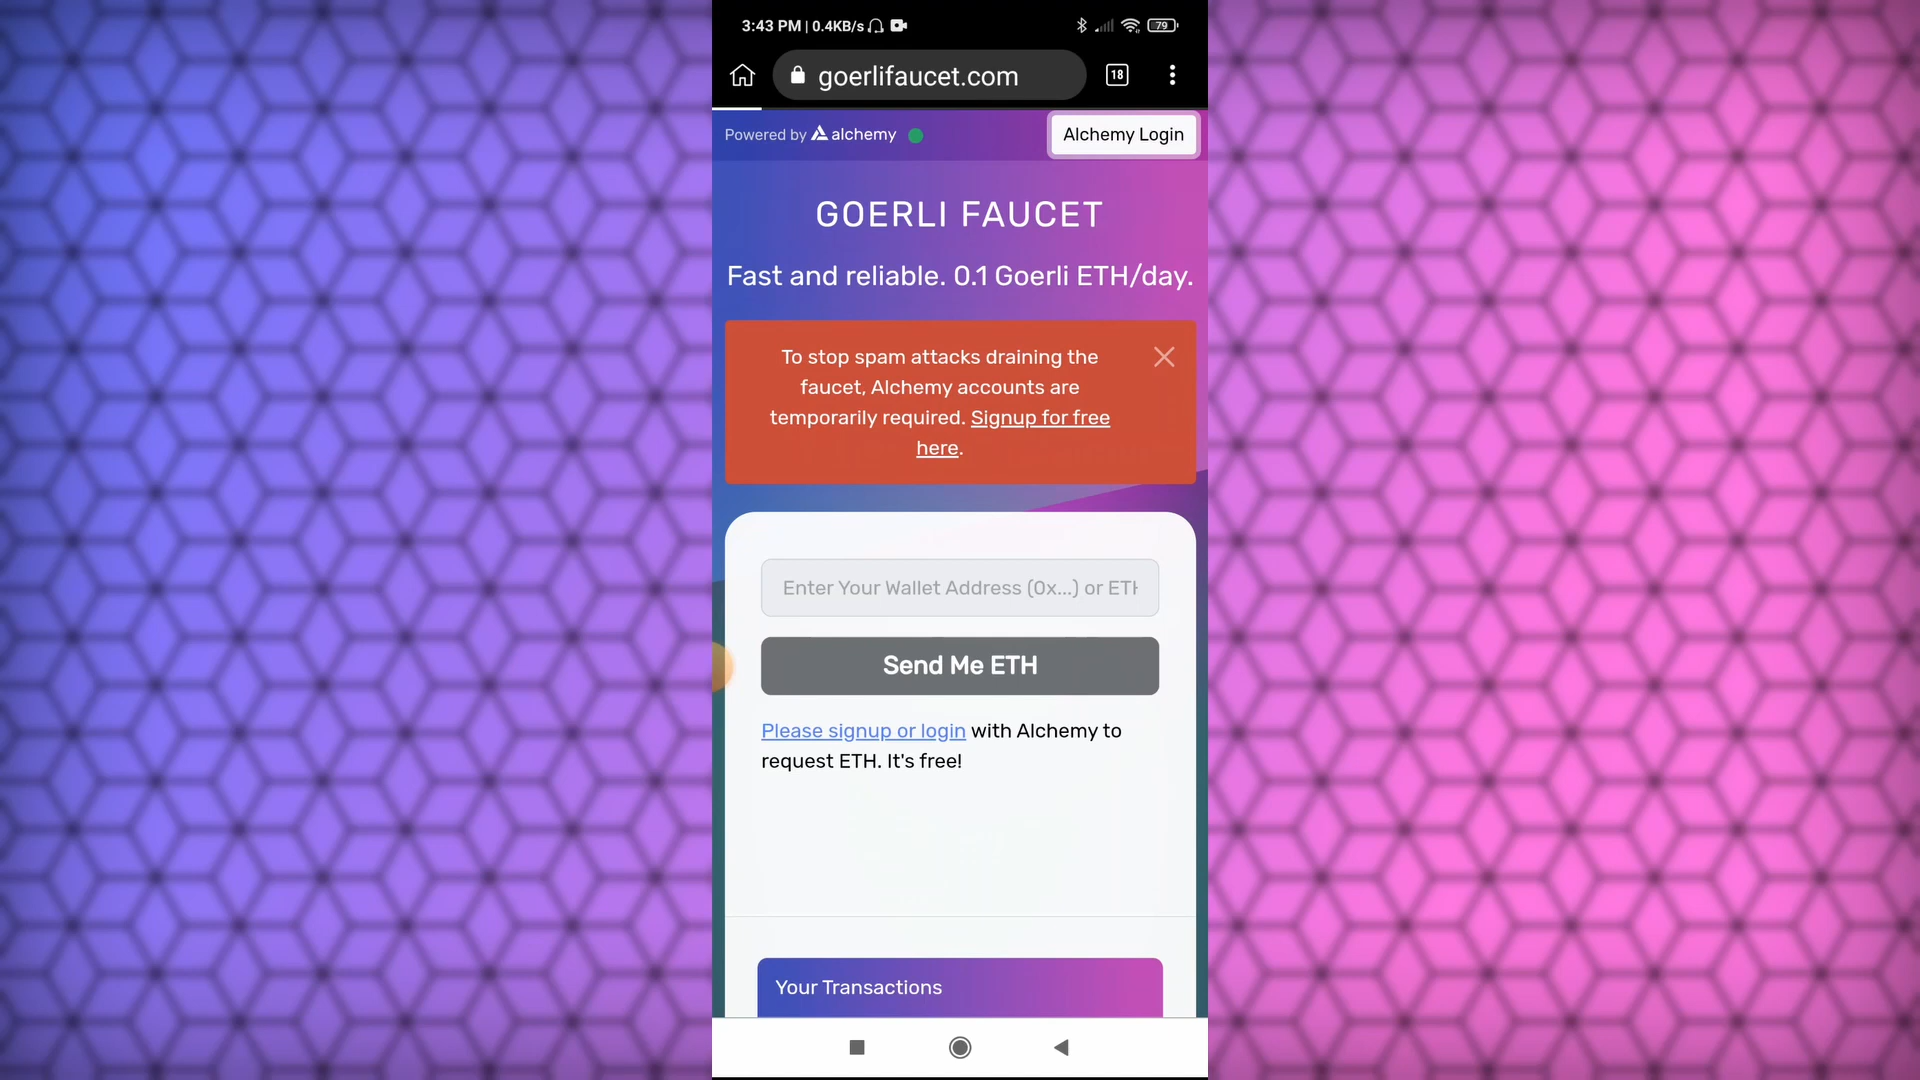 3:43 PM | 0.4KB/s
79
goerlifaucet.com
18
Powered by alchemy
Alchemy Login
GOERLI FAUCET
Fast and reliable. 0.1 Goerli ETH/day.
To stop spam attacks draining the
faucet, Alchemy accounts are
temporarily required. Signup for free
here.
Enter Your Wallet Address (0x...) or ETH
Send Me ETH
Please signup or login with Alchemy to
request ETH. It's free!
Your Transactions